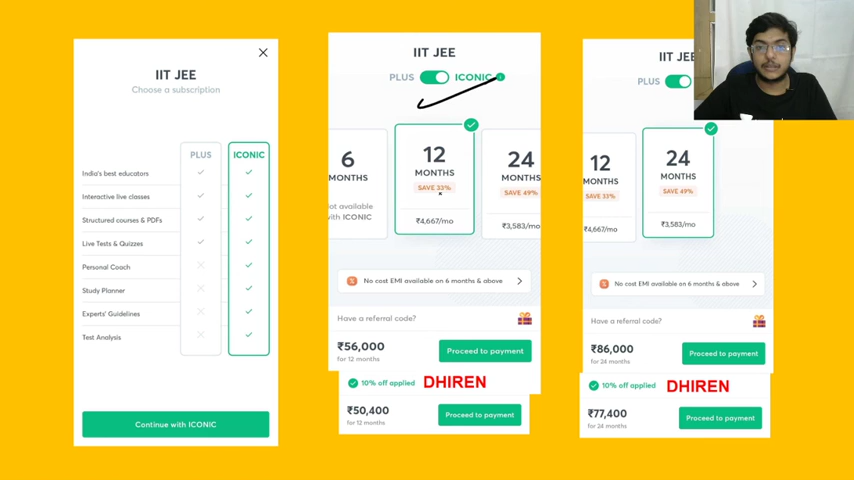 IIT JEE
Choose a subscription
PLUS ICONIC
India's best educators
Interactive live classes
Structured courses & PDFs
Live Tests & Quizzes
Personal Coach
Study Planner
Experts' Guidelines
Test Analysis
Continue with ICONIC
IIT JEE
PLUS ICONIC
6
MONTHS
ot available
with ICONIC
12
MONTHS
SAVE 33%
₹4,667/mo
24
MONTHS
SAVE 49%
₹3,583/mo
No cost EMI available on 6 months & above
Have a referral code?
₹56,000
for 12 months
Proceed to payment
10% off applied DHIREN
₹50,400
for 12 months
Proceed to payment
IIT JEE
PLUS
12
MONTHS
SAVE 33%
₹4,667/mo
24
MONTHS
SAVE 49%
₹3,583/mo
No cost EMI available on 6 months & above
Have a referral code?
₹86,000
for 24 months
Proceed to payment
10% off applied DHIREN
₹77,400
for 24 months
Proceed to payment